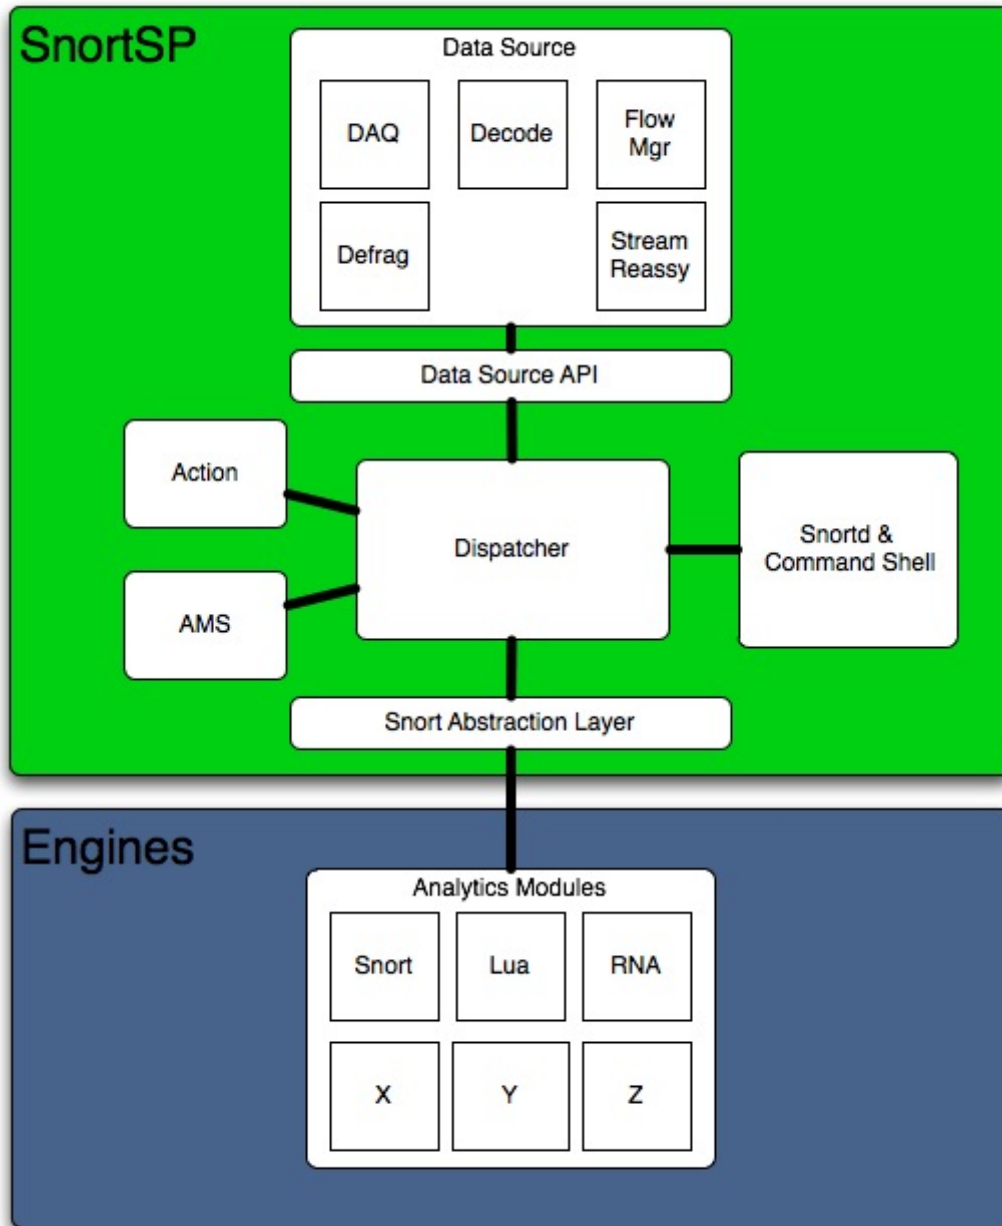 SnortSP
Data Source
DAQ
Decode
Flow
Mgr
Defrag
Stream
Reassy
Data Source API
Action
Dispatcher
Snortd &
Command Shell
AMS
Snort Abstraction Layer
Engines
Analytics Modules
Snort
Lua
RNA
X
Y
Z